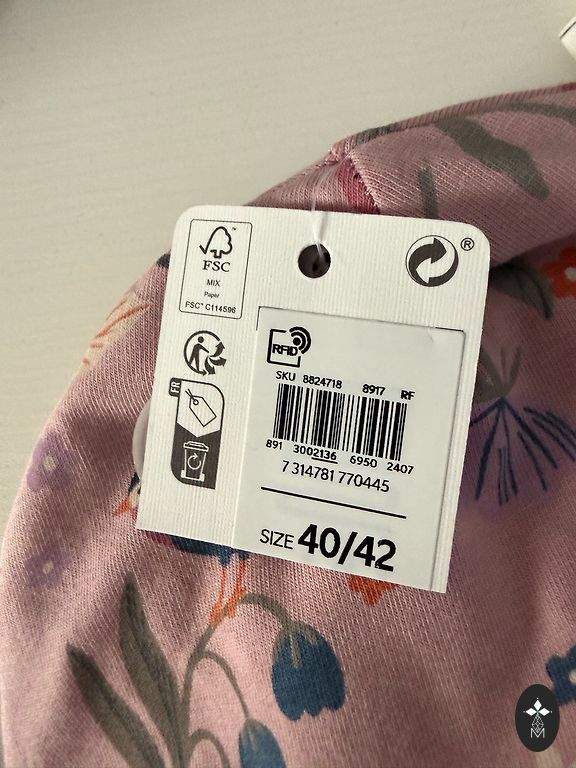 FSC
MIX
Paper
FSC™ C114596
®
FR
RFID
SKU 8824718 8917 RF
891 3002136 6950 2407
7 314781 770445
SIZE 40/42
M